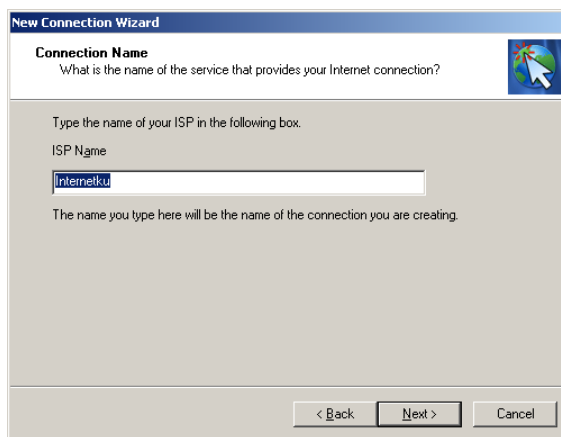 New Connection Wizard
Connection Name
What is the name of the service that provides your Internet connection?
Type the name of your ISP in the following box.
ISP Name
Internetku
The name you type here will be the name of the connection you are creating.
< Back
Next >
Cancel